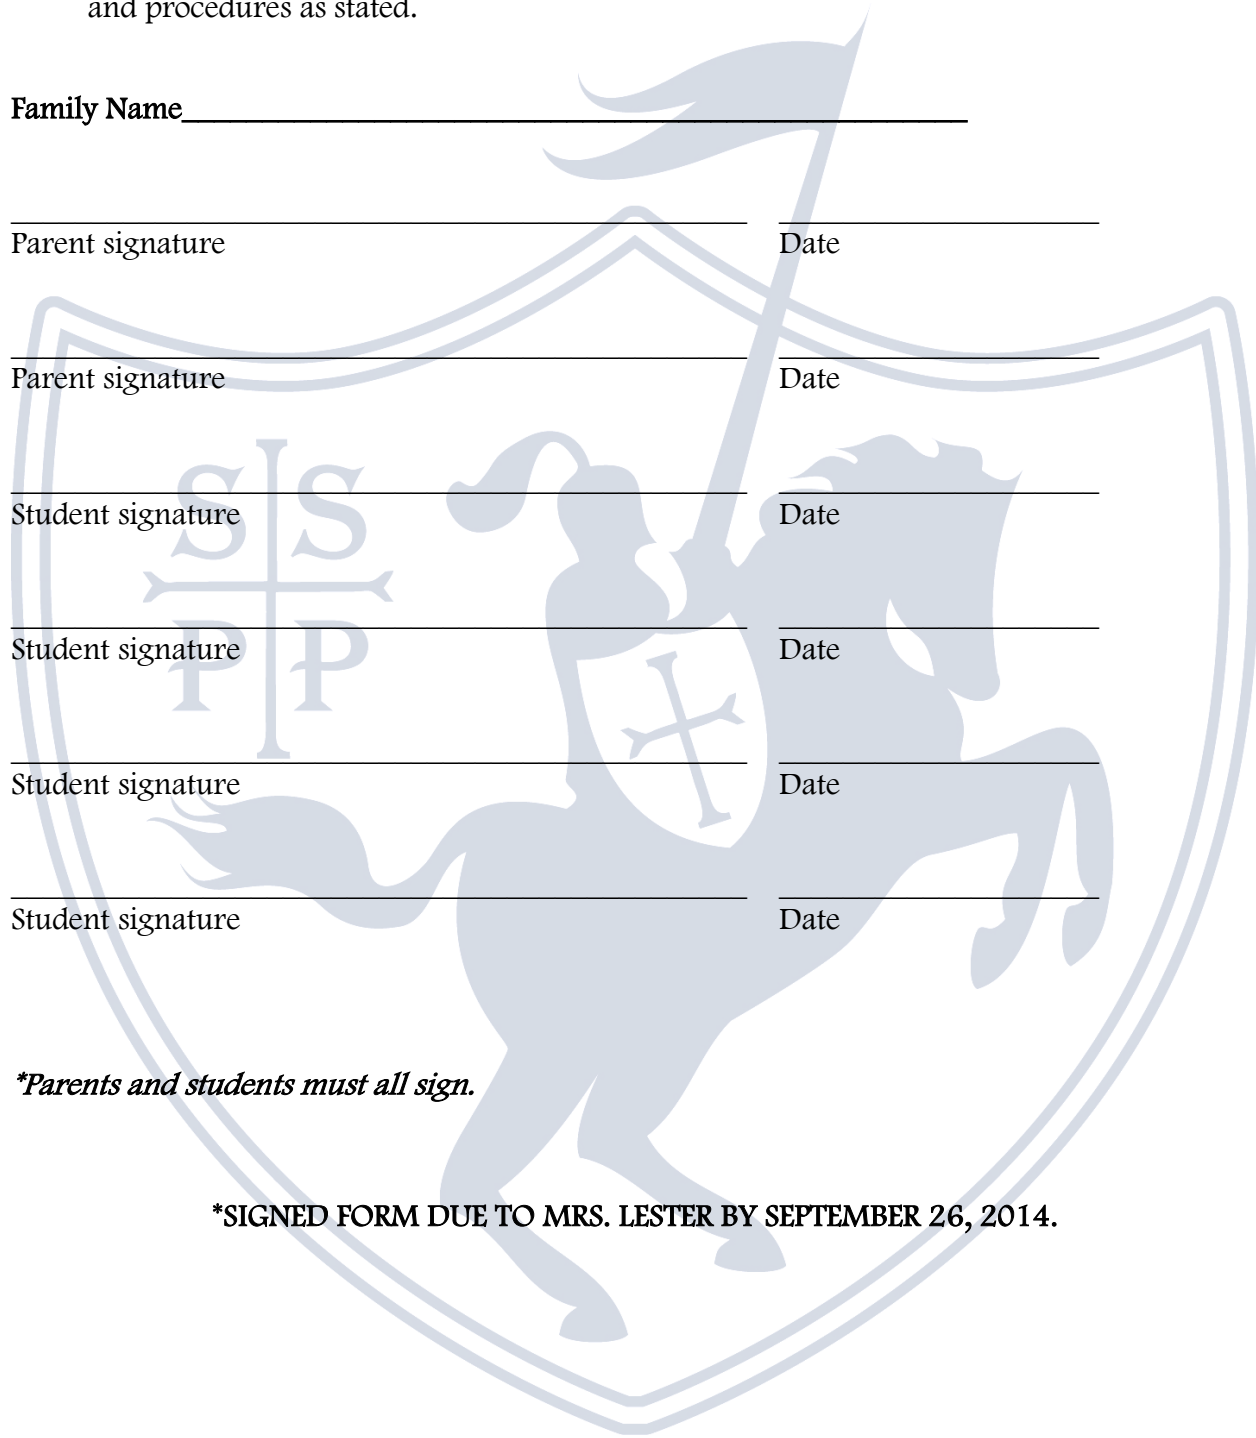 and procedures as stated.
Family Name_______________________________________________
Parent signature Date
Parent signature Date
S S
Student signature Date
P P
Student signature Date
Student signature Date
Student signature Date
*Parents and students must all sign.
*SIGNED FORM DUE TO MRS. LESTER BY SEPTEMBER 26, 2014.